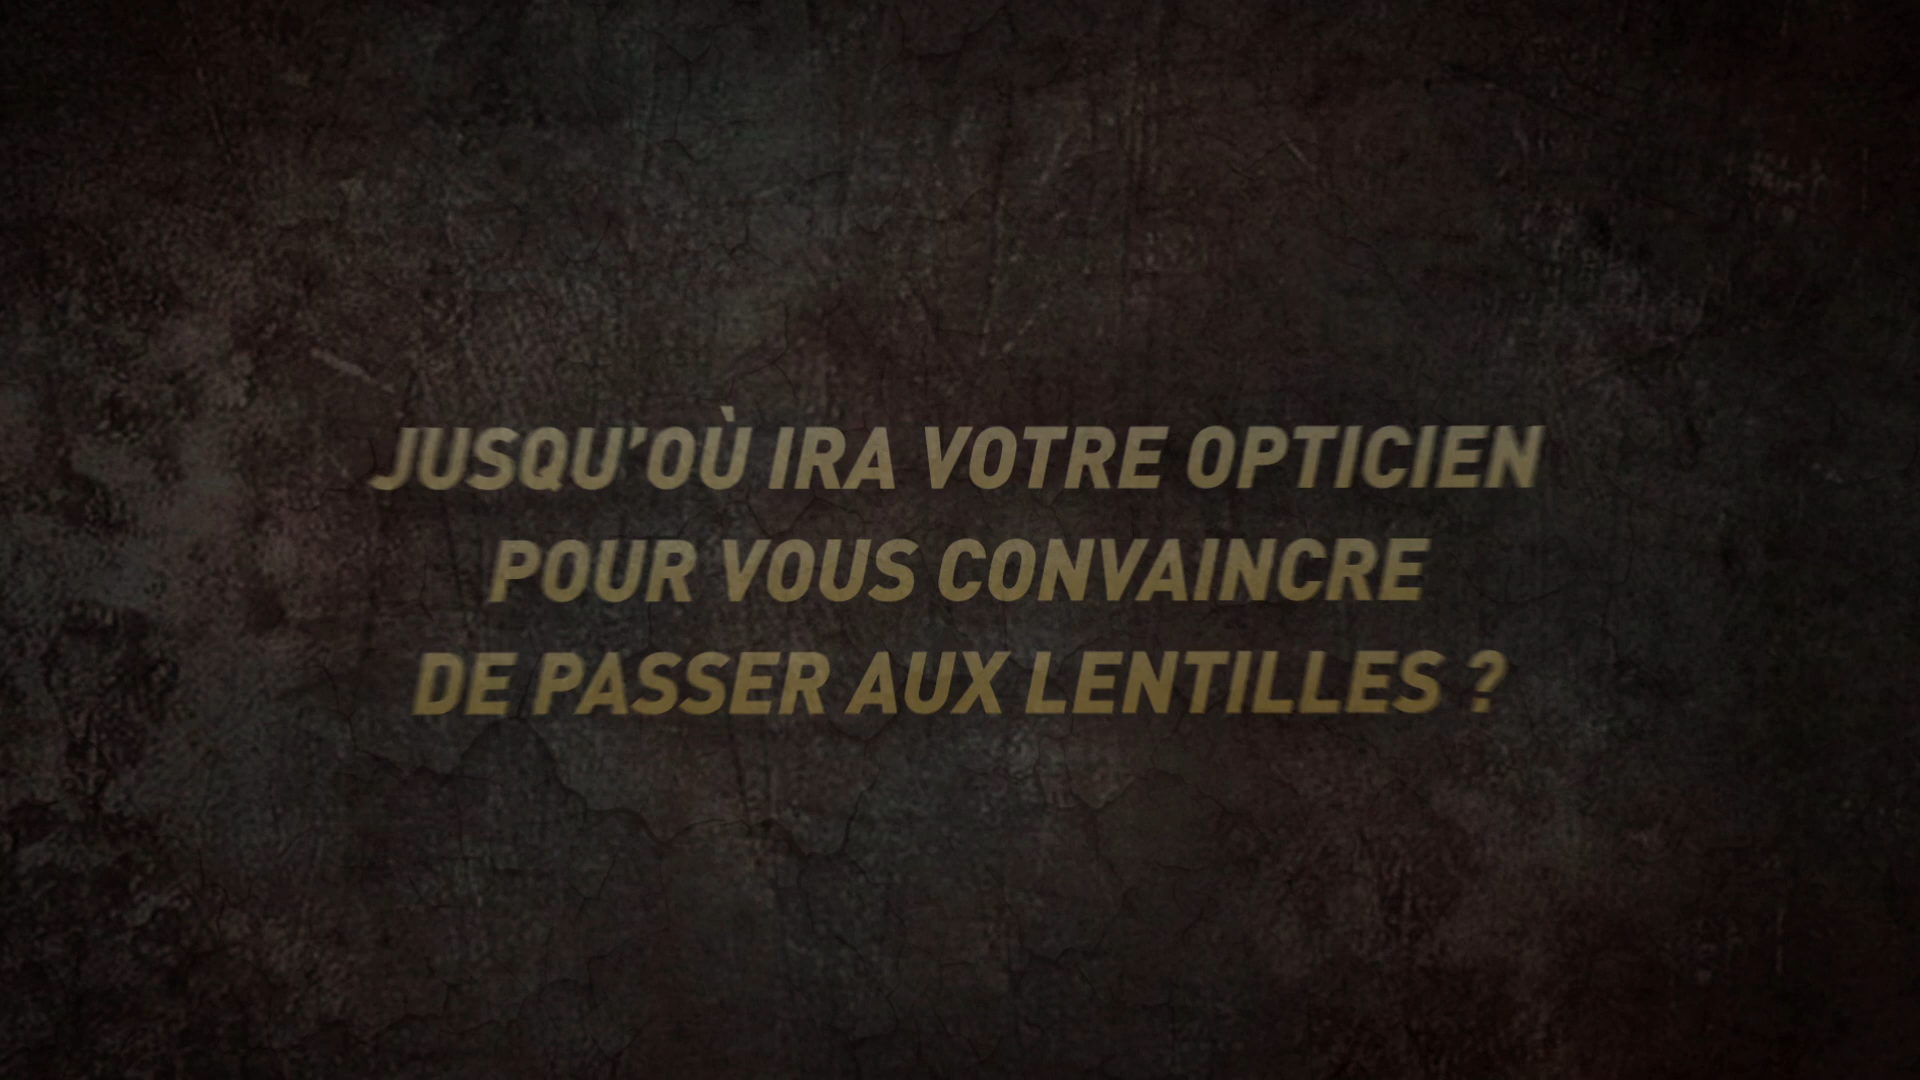 JUSQU’OÙ IRA VOTRE OPTICIEN
POUR VOUS CONVAINCRE
DE PASSER AUX LENTILLES ?